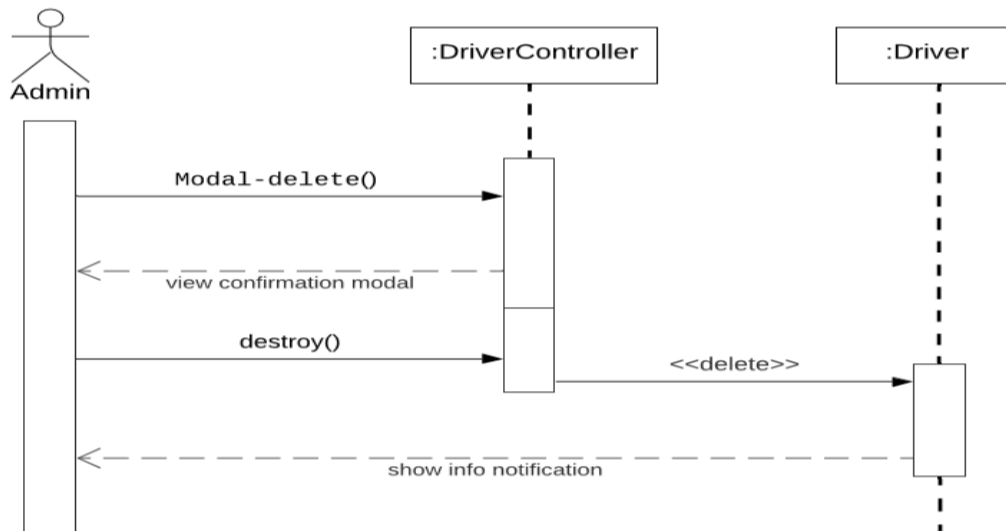 :DriverController
:Driver
Admin
Modal-delete()
view confirmation modal
destroy()
<<delete>>
show info notification